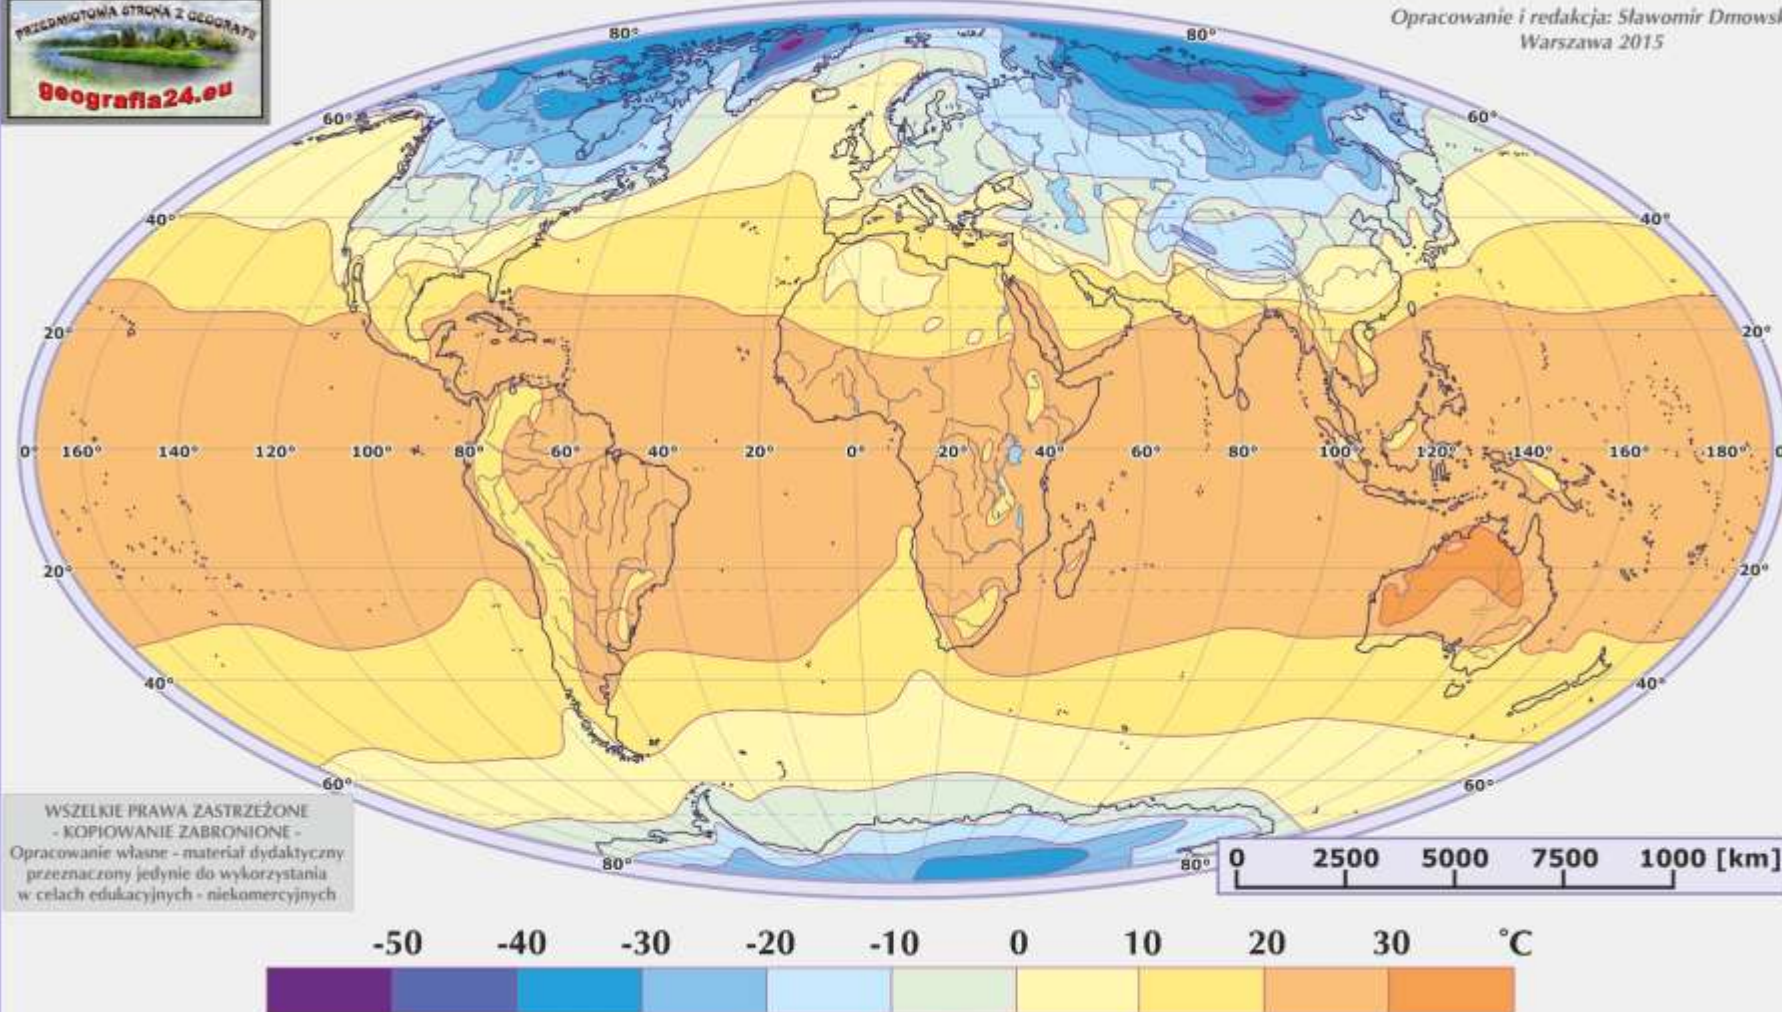 PRZEDMIOTOWA STRONA Z GEOGRAFII
geografia24.eu
Opracowanie i redakcja: Sławomir Dmowsk
Warszawa 2015
80° 80°
60° 60°
40° 40°
20° 20°
0° 160° 140° 120° 100° 80° 60° 40° 20° 0° 20° 40° 60° 80° 100° 120° 140° 160° 180° 0
20° 20°
40° 40°
60° 60°
80° 80°
WSZELKIE PRAWA ZASTRZEŻONE
- KOPIOWANIE ZABRONIONE -
Opracowanie własne - materiał dydaktyczny
przeznaczony jedynie do wykorzystania
w celach edukacyjnych - niekomercyjnych
0 2500 5000 7500 1000 [km]
-50 -40 -30 -20 -10 0 10 20 30 °C